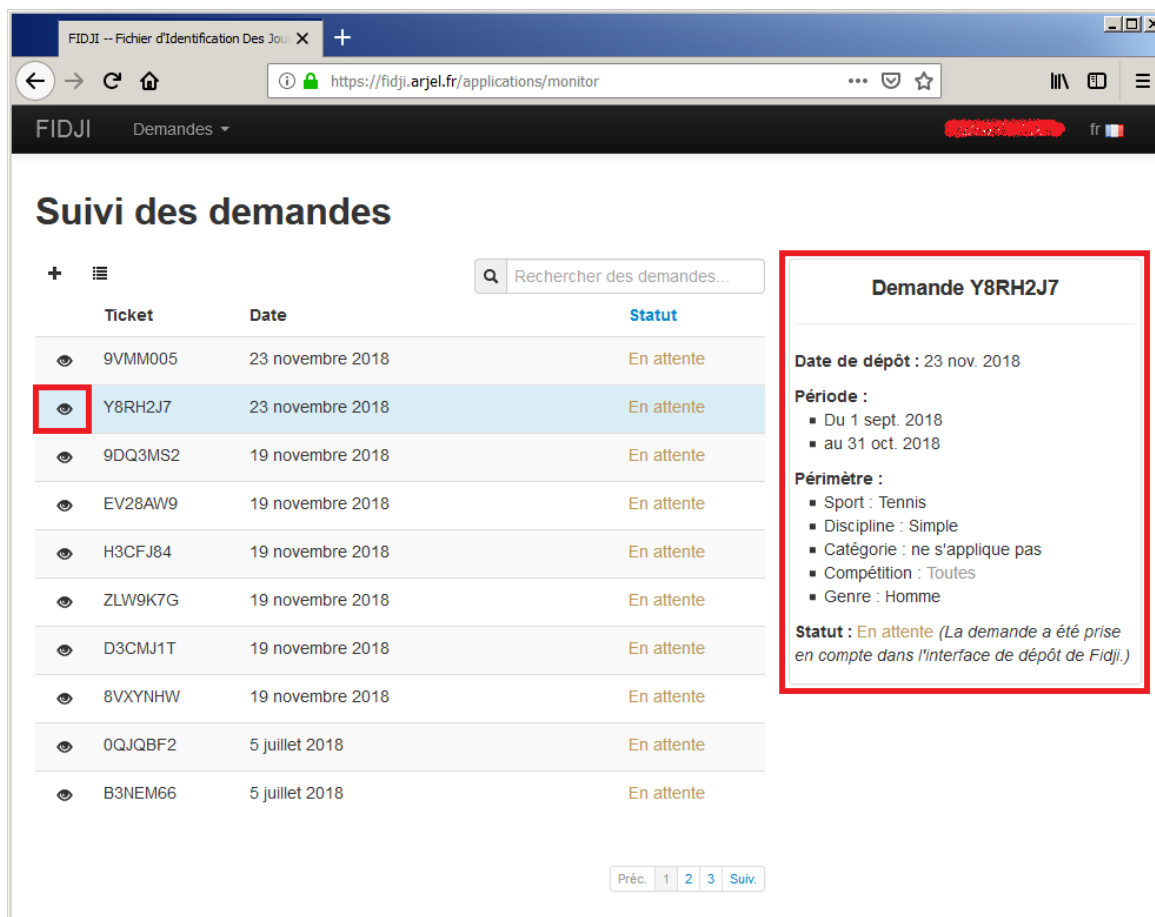 FIDJI -- Fichier d'Identification Des Jou
https://fidji.arjel.fr/applications/monitor
FIDJI Demandes fr
Suivi des demandes
Rechercher des demandes...
Ticket Date Statut
9VMM005 23 novembre 2018 En attente
Y8RH2J7 23 novembre 2018 En attente
9DQ3MS2 19 novembre 2018 En attente
EV28AW9 19 novembre 2018 En attente
H3CFJ84 19 novembre 2018 En attente
ZLW9K7G 19 novembre 2018 En attente
D3CMJ1T 19 novembre 2018 En attente
8VXYNHW 19 novembre 2018 En attente
0QJQBF2 5 juillet 2018 En attente
B3NEM66 5 juillet 2018 En attente
Préc. 1 2 3 Suiv.
Demande Y8RH2J7
Date de dépôt : 23 nov. 2018
Période :
Du 1 sept. 2018
au 31 oct. 2018
Périmètre :
Sport : Tennis
Discipline : Simple
Catégorie : ne s'applique pas
Compétition : Toutes
Genre : Homme
Statut : En attente (La demande a été prise
en compte dans l'interface de dépôt de Fidji.)